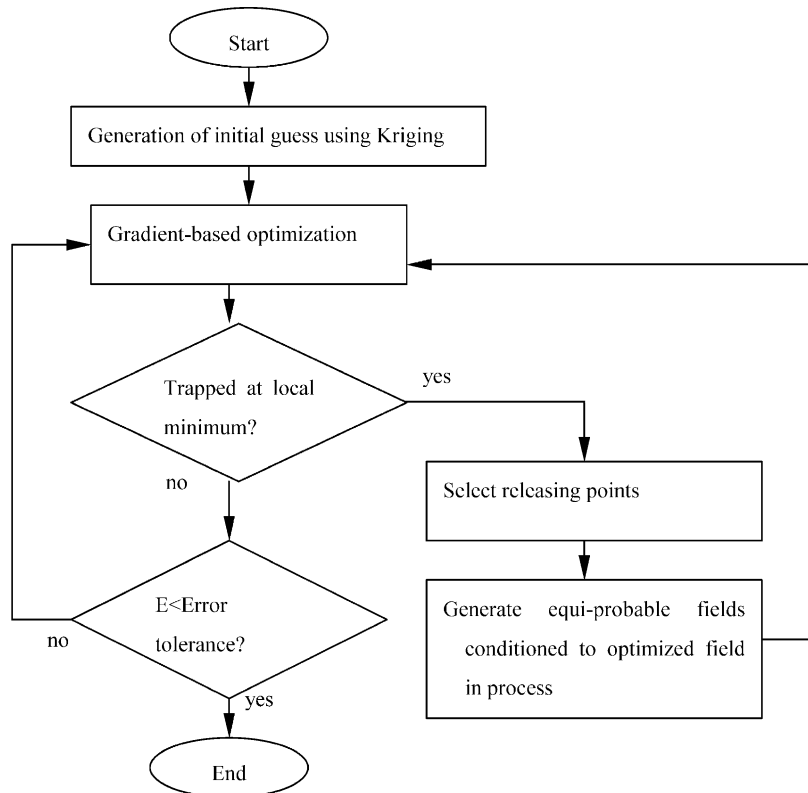 Start
Generation of initial guess using Kriging
Gradient-based optimization
Trapped at local
minimum?
yes
no
Select releasing points
E<Error
tolerance?
no
yes
Generate equi-probable fields
conditioned to optimized field
in process
End